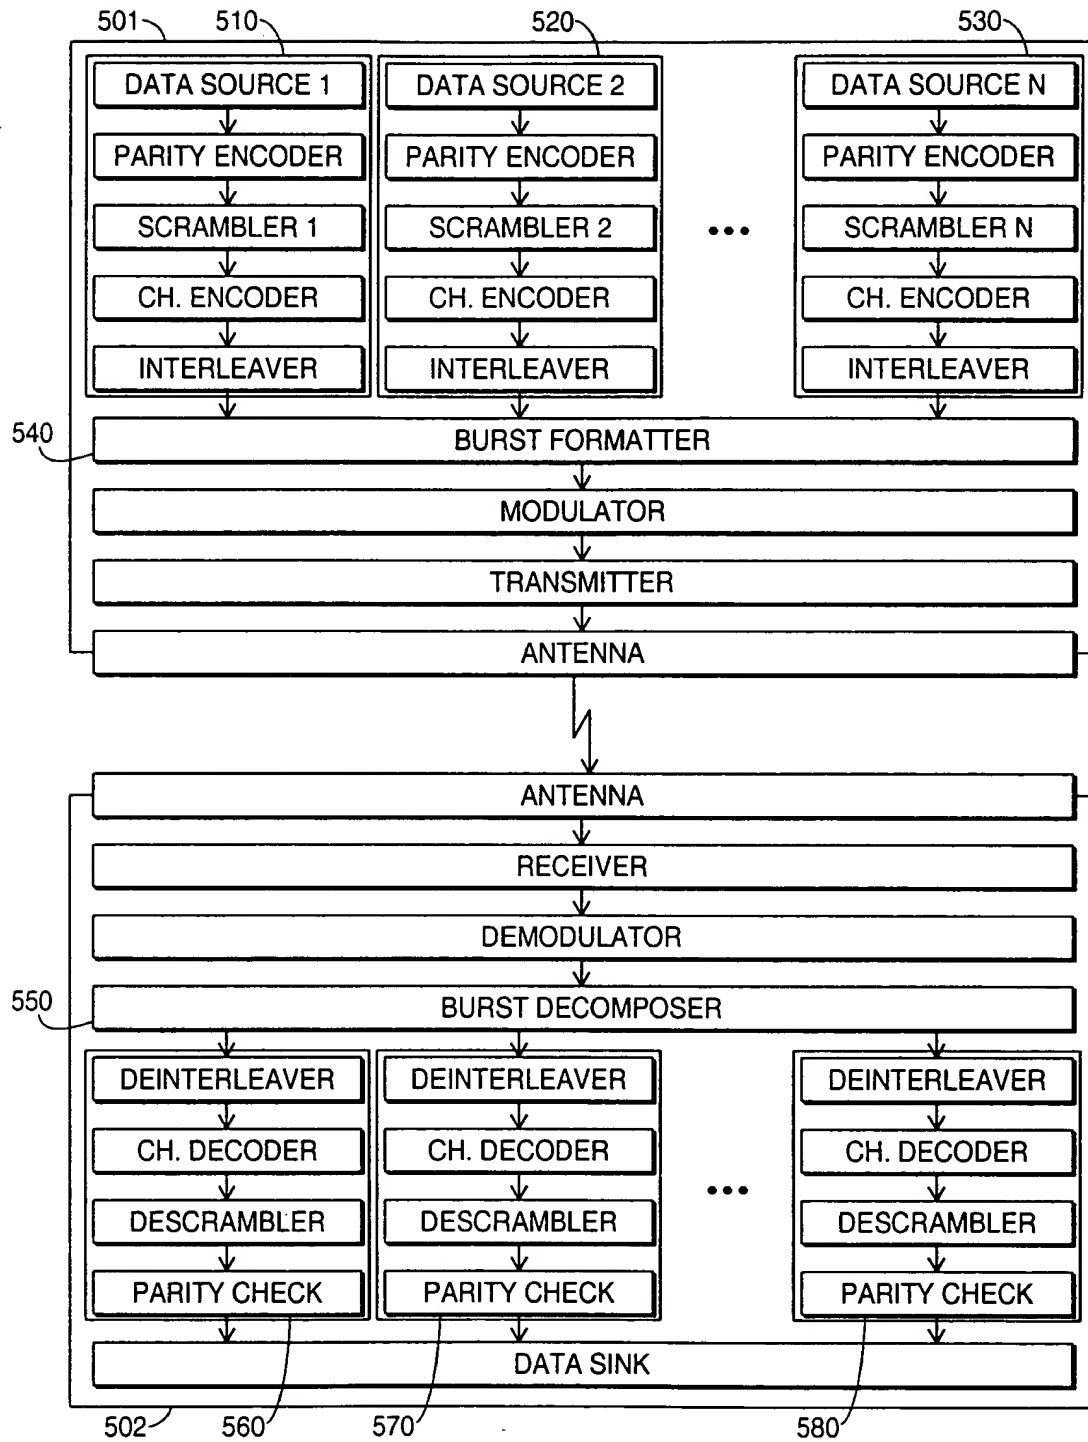 501 510 520 530
DATA SOURCE 1 DATA SOURCE 2 DATA SOURCE N
PARITY ENCODER PARITY ENCODER PARITY ENCODER
SCRAMBLER 1 SCRAMBLER 2 ••• SCRAMBLER N
CH. ENCODER CH. ENCODER CH. ENCODER
INTERLEAVER INTERLEAVER INTERLEAVER
540 BURST FORMATTER
MODULATOR
TRANSMITTER
ANTENNA
ANTENNA
RECEIVER
DEMODULATOR
550 BURST DECOMPOSER
DEINTERLEAVER DEINTERLEAVER DEINTERLEAVER
CH. DECODER CH. DECODER CH. DECODER
•••
DESCRAMBLER DESCRAMBLER DESCRAMBLER
PARITY CHECK PARITY CHECK PARITY CHECK
DATA SINK
502 560 570 580